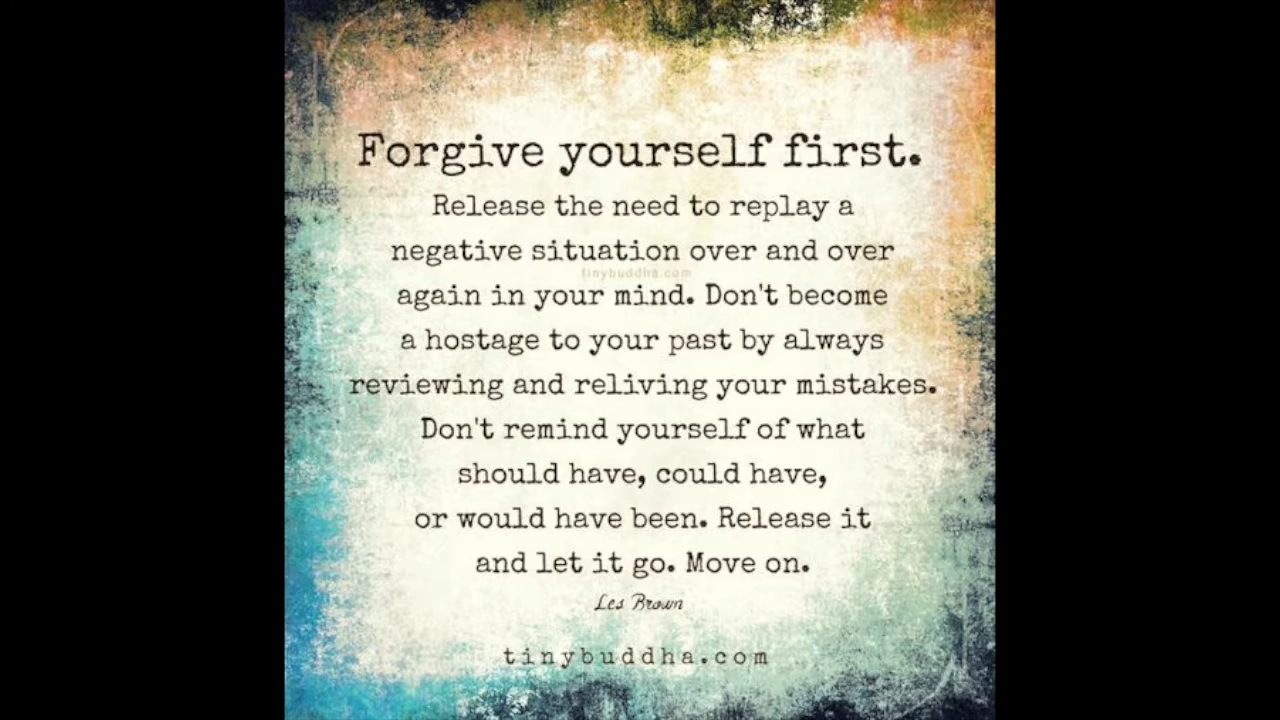 Forgive yourself first.
Release the need to replay a
negative situation over and over
tinybuddha.com
again in your mind. Don't become
a hostage to your past by always
reviewing and reliving your mistakes.
Don't remind yourself of what
should have, could have,
or would have been. Release it
and let it go. Move on.
Les Brown
tinybuddha.com